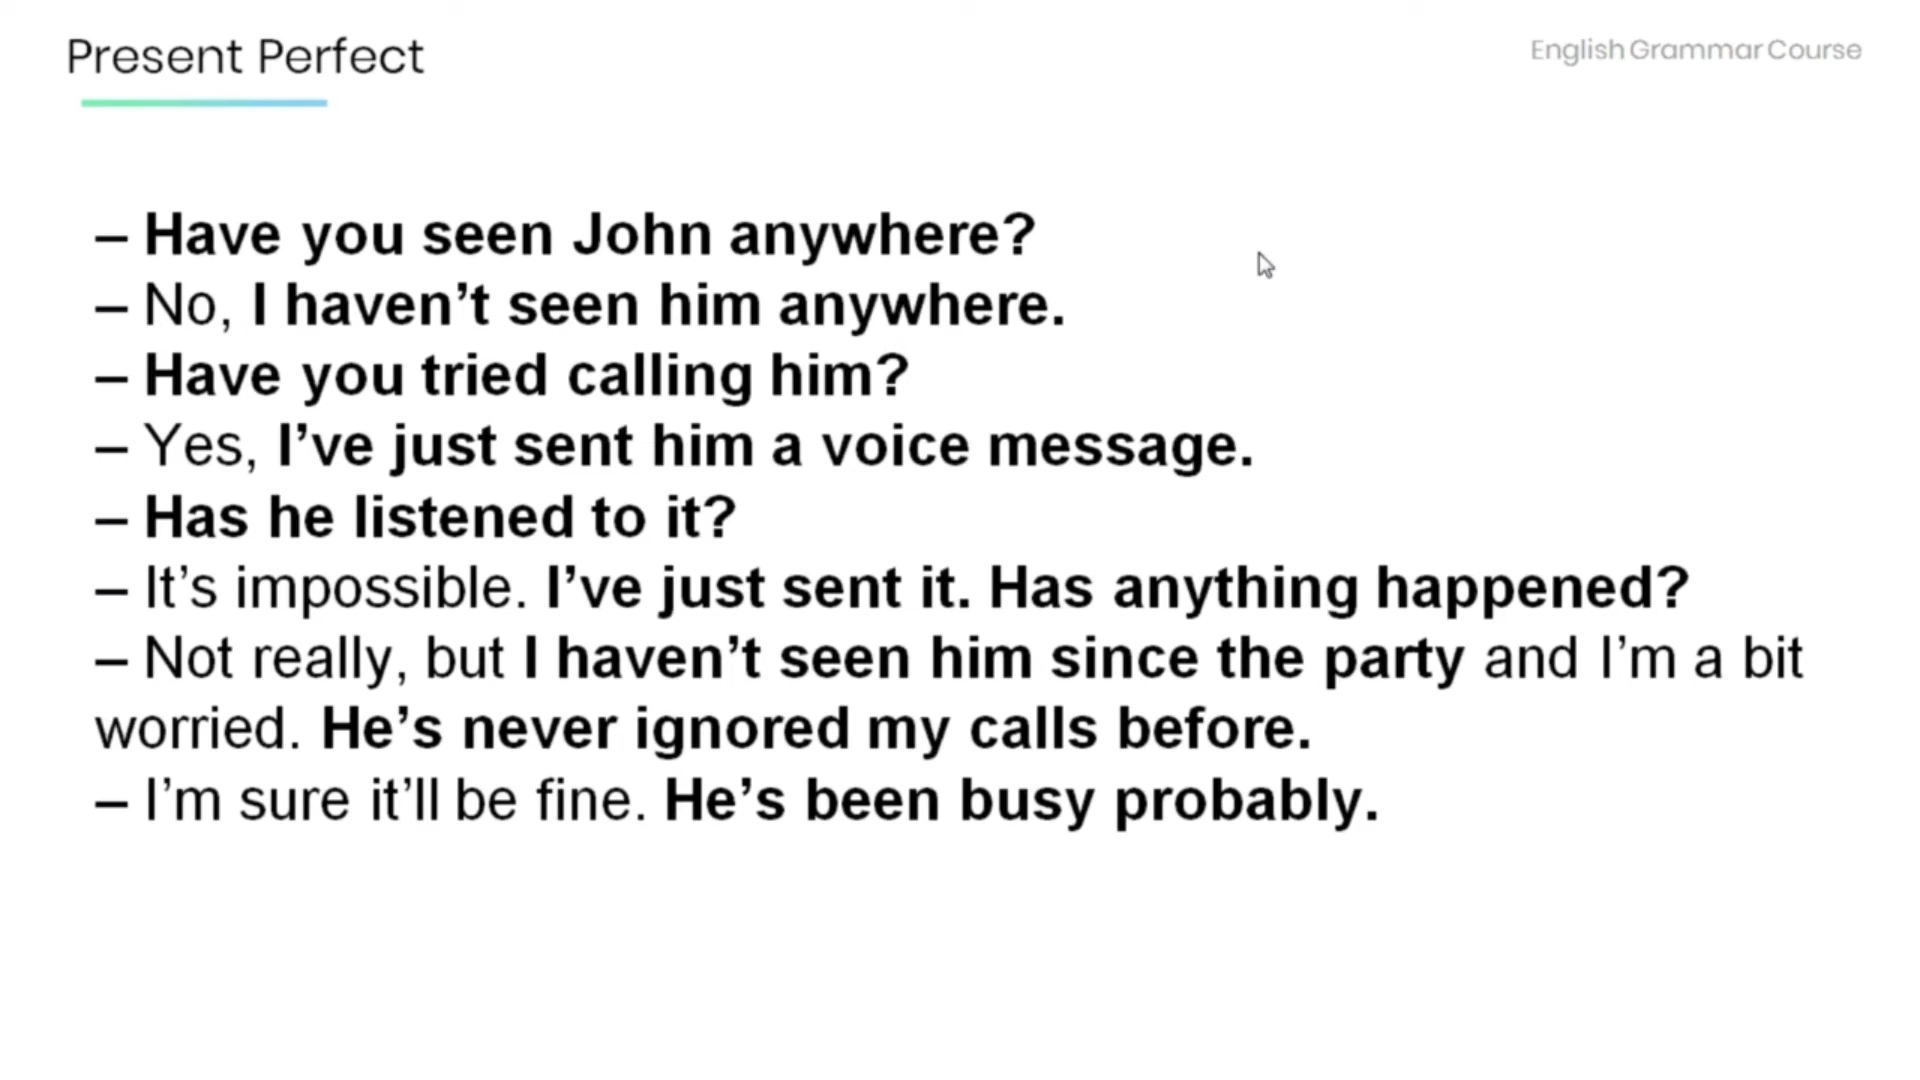 Present Perfect
English Grammar Course
– Have you seen John anywhere?
– No, I haven’t seen him anywhere.
– Have you tried calling him?
– Yes, I’ve just sent him a voice message.
– Has he listened to it?
– It’s impossible. I’ve just sent it. Has anything happened?
– Not really, but I haven’t seen him since the party and I’m a bit
worried. He’s never ignored my calls before.
– I’m sure it’ll be fine. He’s been busy probably.